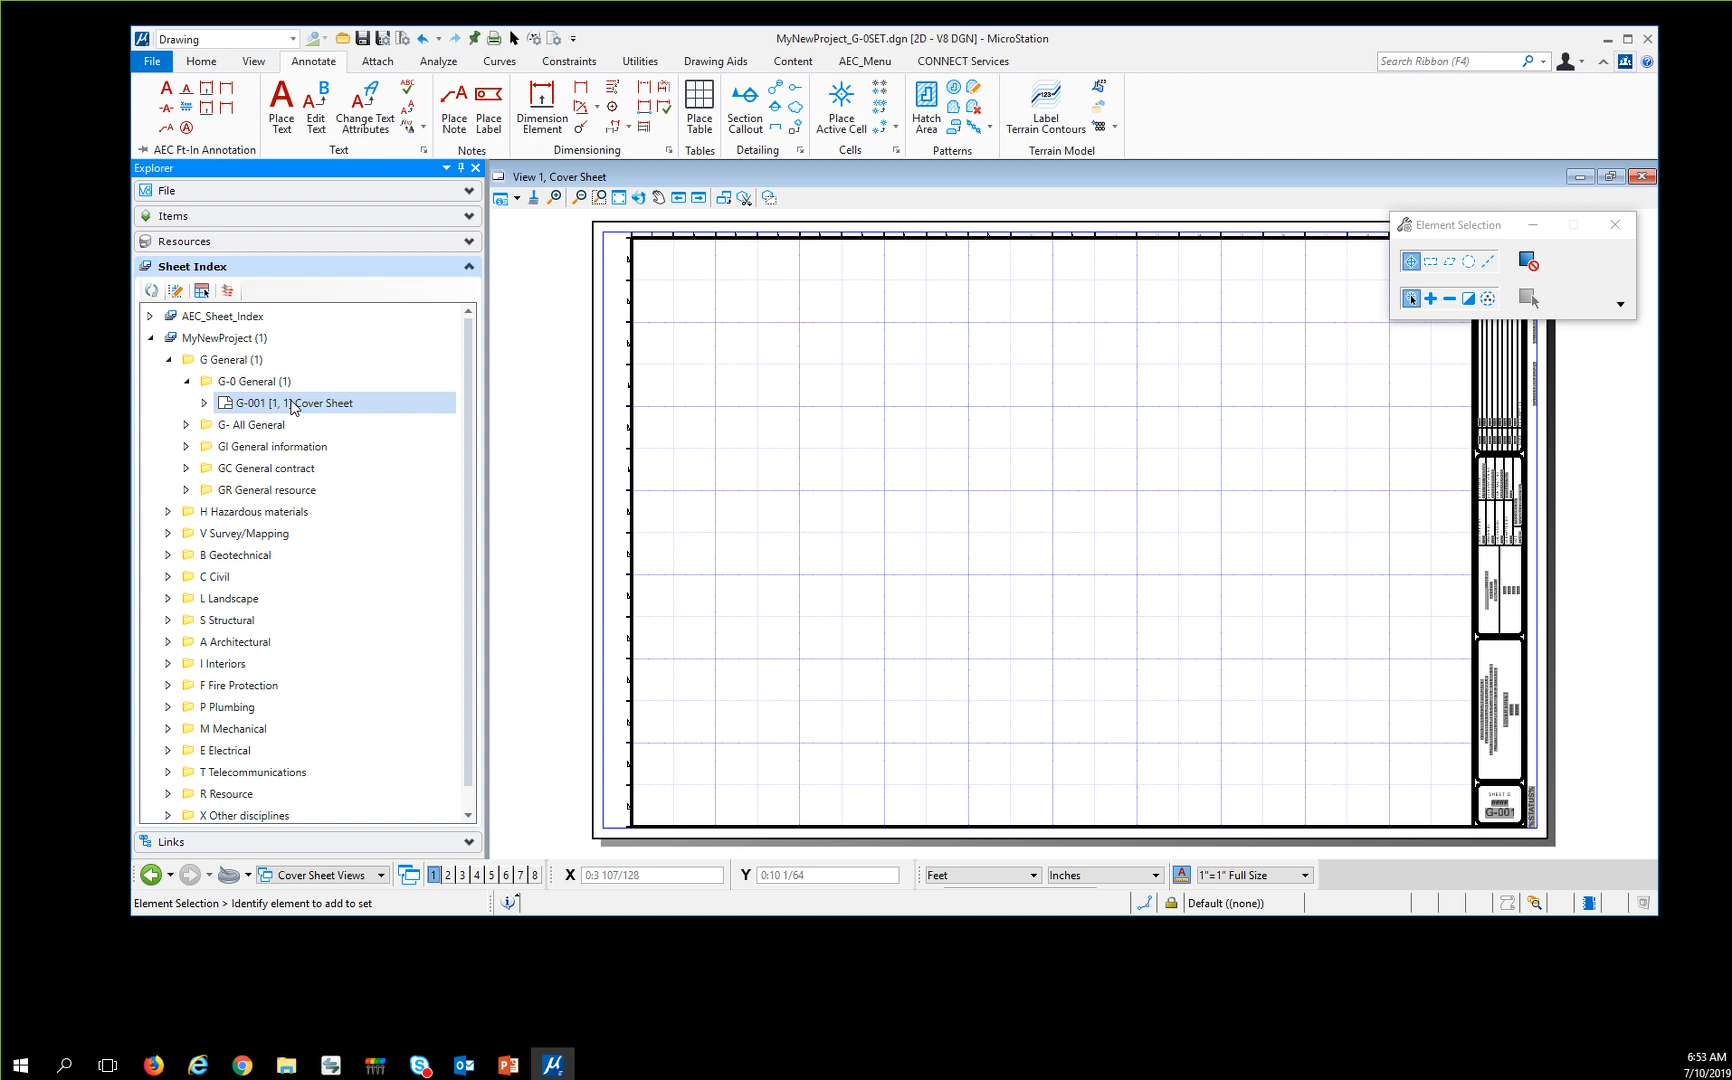 Drawing
MyNewProject_G-0SET.dgn [2D - V8 DGN] - MicroStation
File Home View Annotate Attach Analyze Curves Constraints Utilities Drawing Aids Content AEC_Menu CONNECT Services
Search Ribbon (F4)
Place Text
Edit Text
Change Text Attributes
Place Note
Place Label
Dimension Element
Place Table
Section Callout
Place Active Cell
Hatch Area
Label Terrain Contours
AEC Ft-In Annotation Text Notes Dimensioning Tables Detailing Cells Patterns Terrain Model
Explorer
File
Items
Resources
Sheet Index
AEC_Sheet_Index
MyNewProject (1)
G General (1)
G-0 General (1)
G-001 [1, 1] Cover Sheet
G- All General
GI General information
GC General contract
GR General resource
H Hazardous materials
V Survey/Mapping
B Geotechnical
C Civil
L Landscape
S Structural
A Architectural
I Interiors
F Fire Protection
P Plumbing
M Mechanical
E Electrical
T Telecommunications
R Resource
X Other disciplines
Links
View 1, Cover Sheet
Element Selection
SHEET ID
####
G-001
%STATUS%
Cover Sheet Views 1 2 3 4 5 6 7 8 X 0:3 107/128 Y 0:10 1/64 Feet Inches 1"=1" Full Size
Element Selection > Identify element to add to set
Default ((none))
6:53 AM
7/10/2019